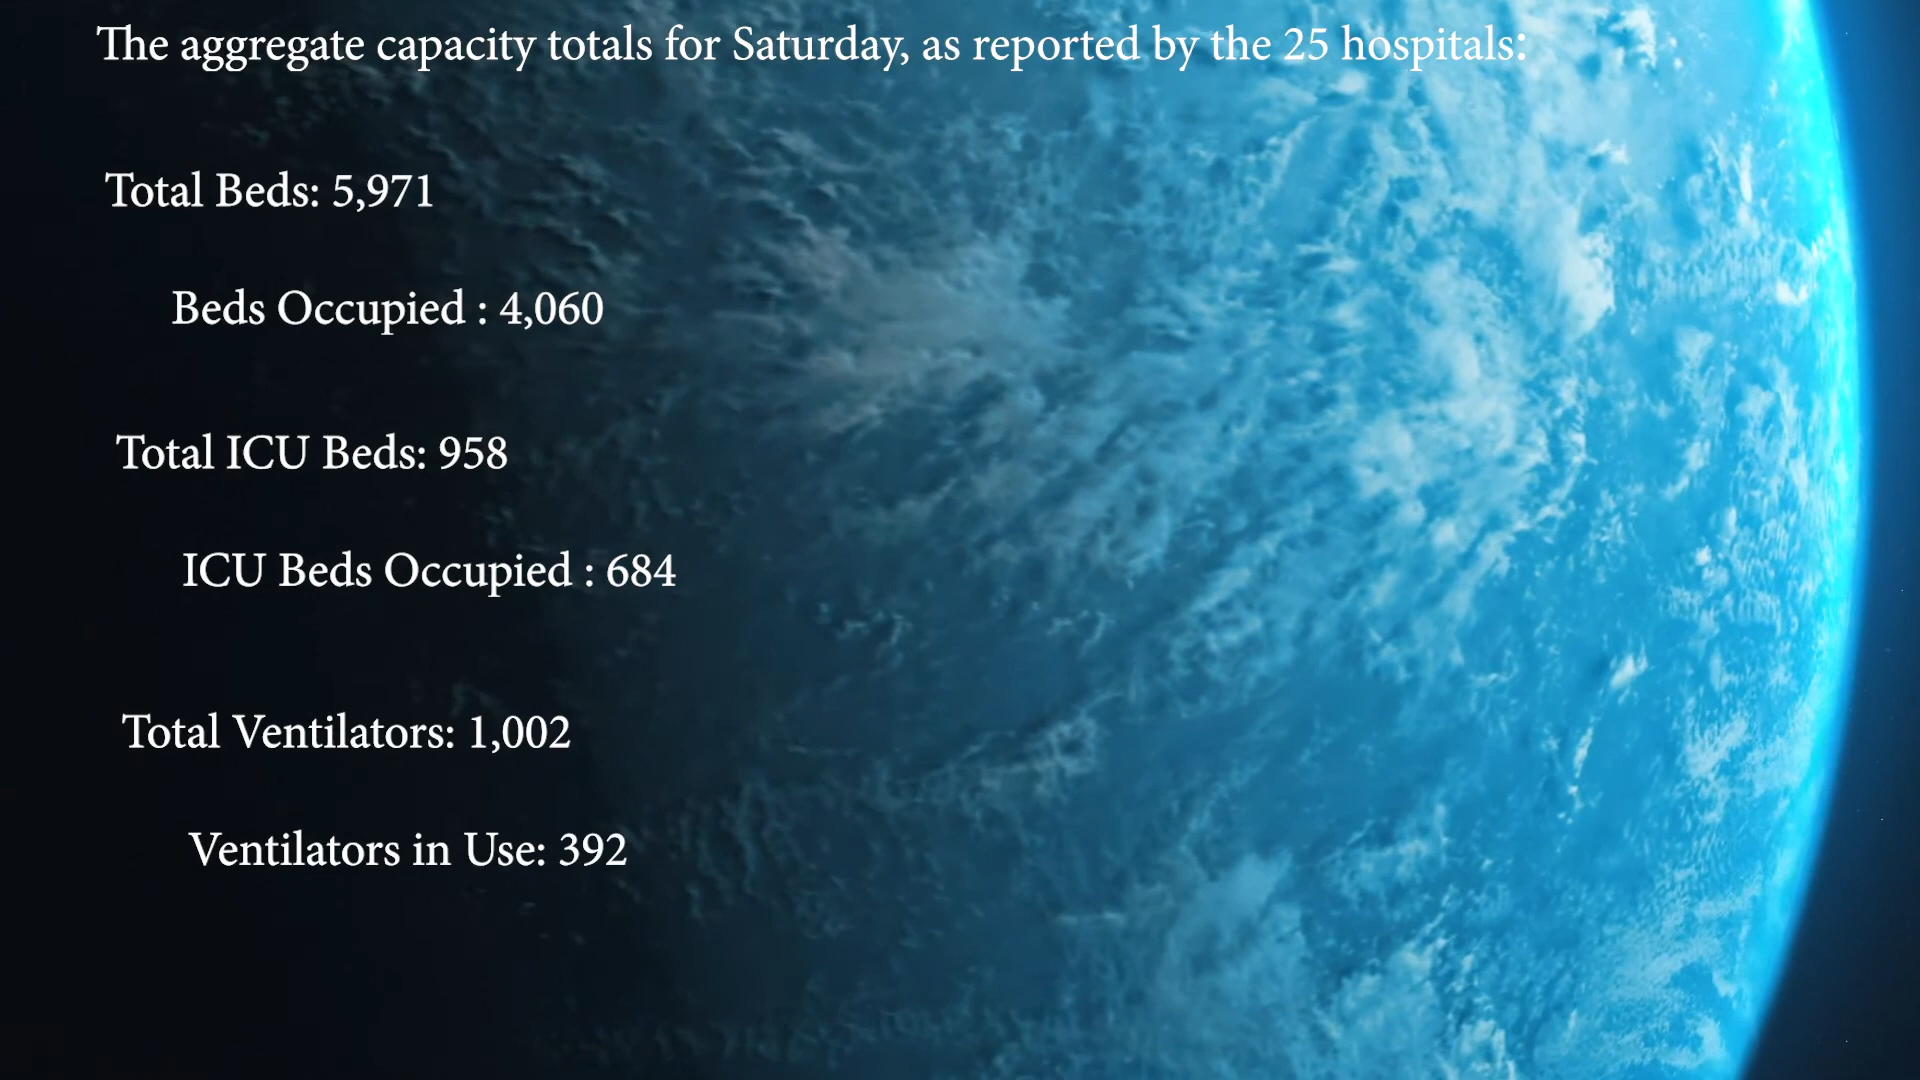 The aggregate capacity totals for Saturday, as reported by the 25 hospitals:
Total Beds: 5,971
Beds Occupied : 4,060
Total ICU Beds: 958
ICU Beds Occupied : 684
Total Ventilators: 1,002
Ventilators in Use: 392